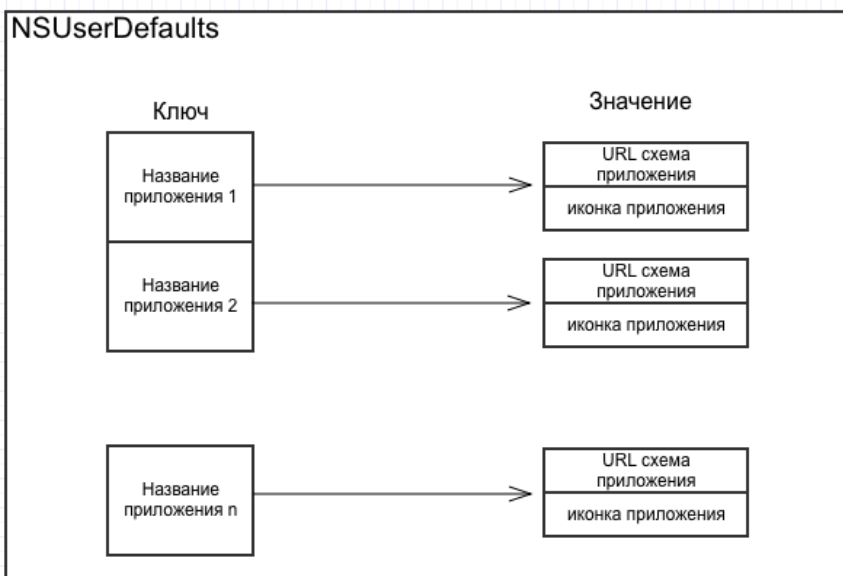 NSUserDefaults
Ключ
Значение
Название
приложения 1
URL схема
приложения
иконка приложения
Название
приложения 2
URL схема
приложения
иконка приложения
Название
приложения n
URL схема
приложения
иконка приложения